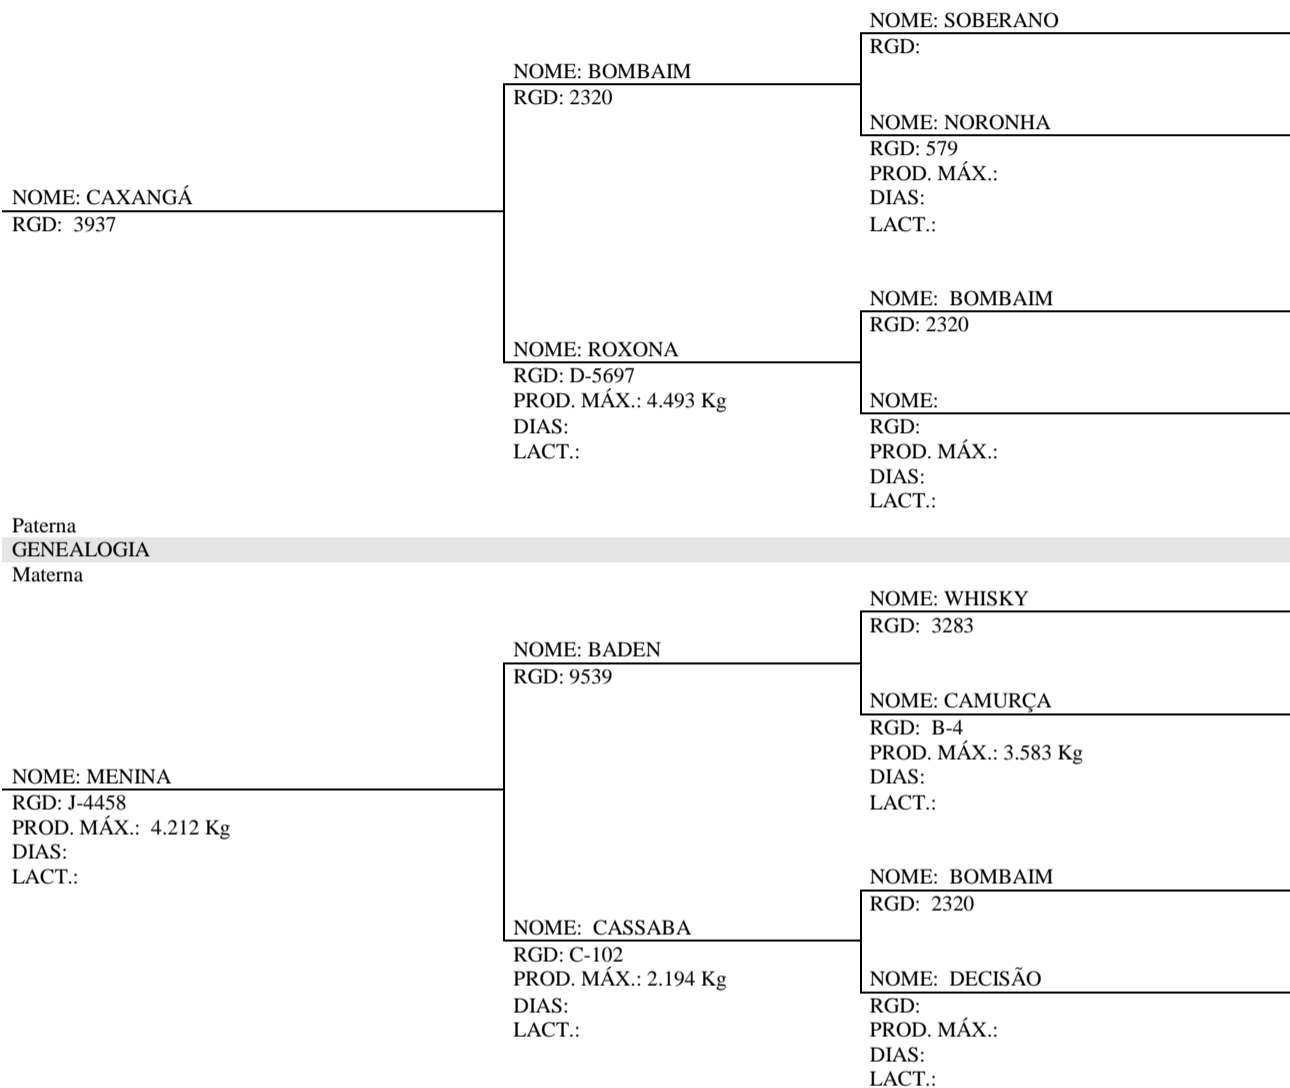 NOME: SOBERANO
RGD:
NOME: BOMBAIM
RGD: 2320
NOME: NORONHA
RGD: 579
PROD. MÁX.:
DIAS:
LACT.:
NOME: CAXANGÁ
RGD: 3937
NOME: BOMBAIM
RGD: 2320
NOME: ROXONA
RGD: D-5697
PROD. MÁX.: 4.493 Kg
DIAS:
LACT.:
NOME:
RGD:
PROD. MÁX.:
DIAS:
LACT.:
Paterna
GENEALOGIA
Materna
NOME: WHISKY
RGD: 3283
NOME: BADEN
RGD: 9539
NOME: CAMURÇA
RGD: B-4
PROD. MÁX.: 3.583 Kg
DIAS:
LACT.:
NOME: MENINA
RGD: J-4458
PROD. MÁX.: 4.212 Kg
DIAS:
LACT.:
NOME: BOMBAIM
RGD: 2320
NOME: CASSABA
RGD: C-102
PROD. MÁX.: 2.194 Kg
DIAS:
LACT.:
NOME: DECISÃO
RGD:
PROD. MÁX.:
DIAS:
LACT.: